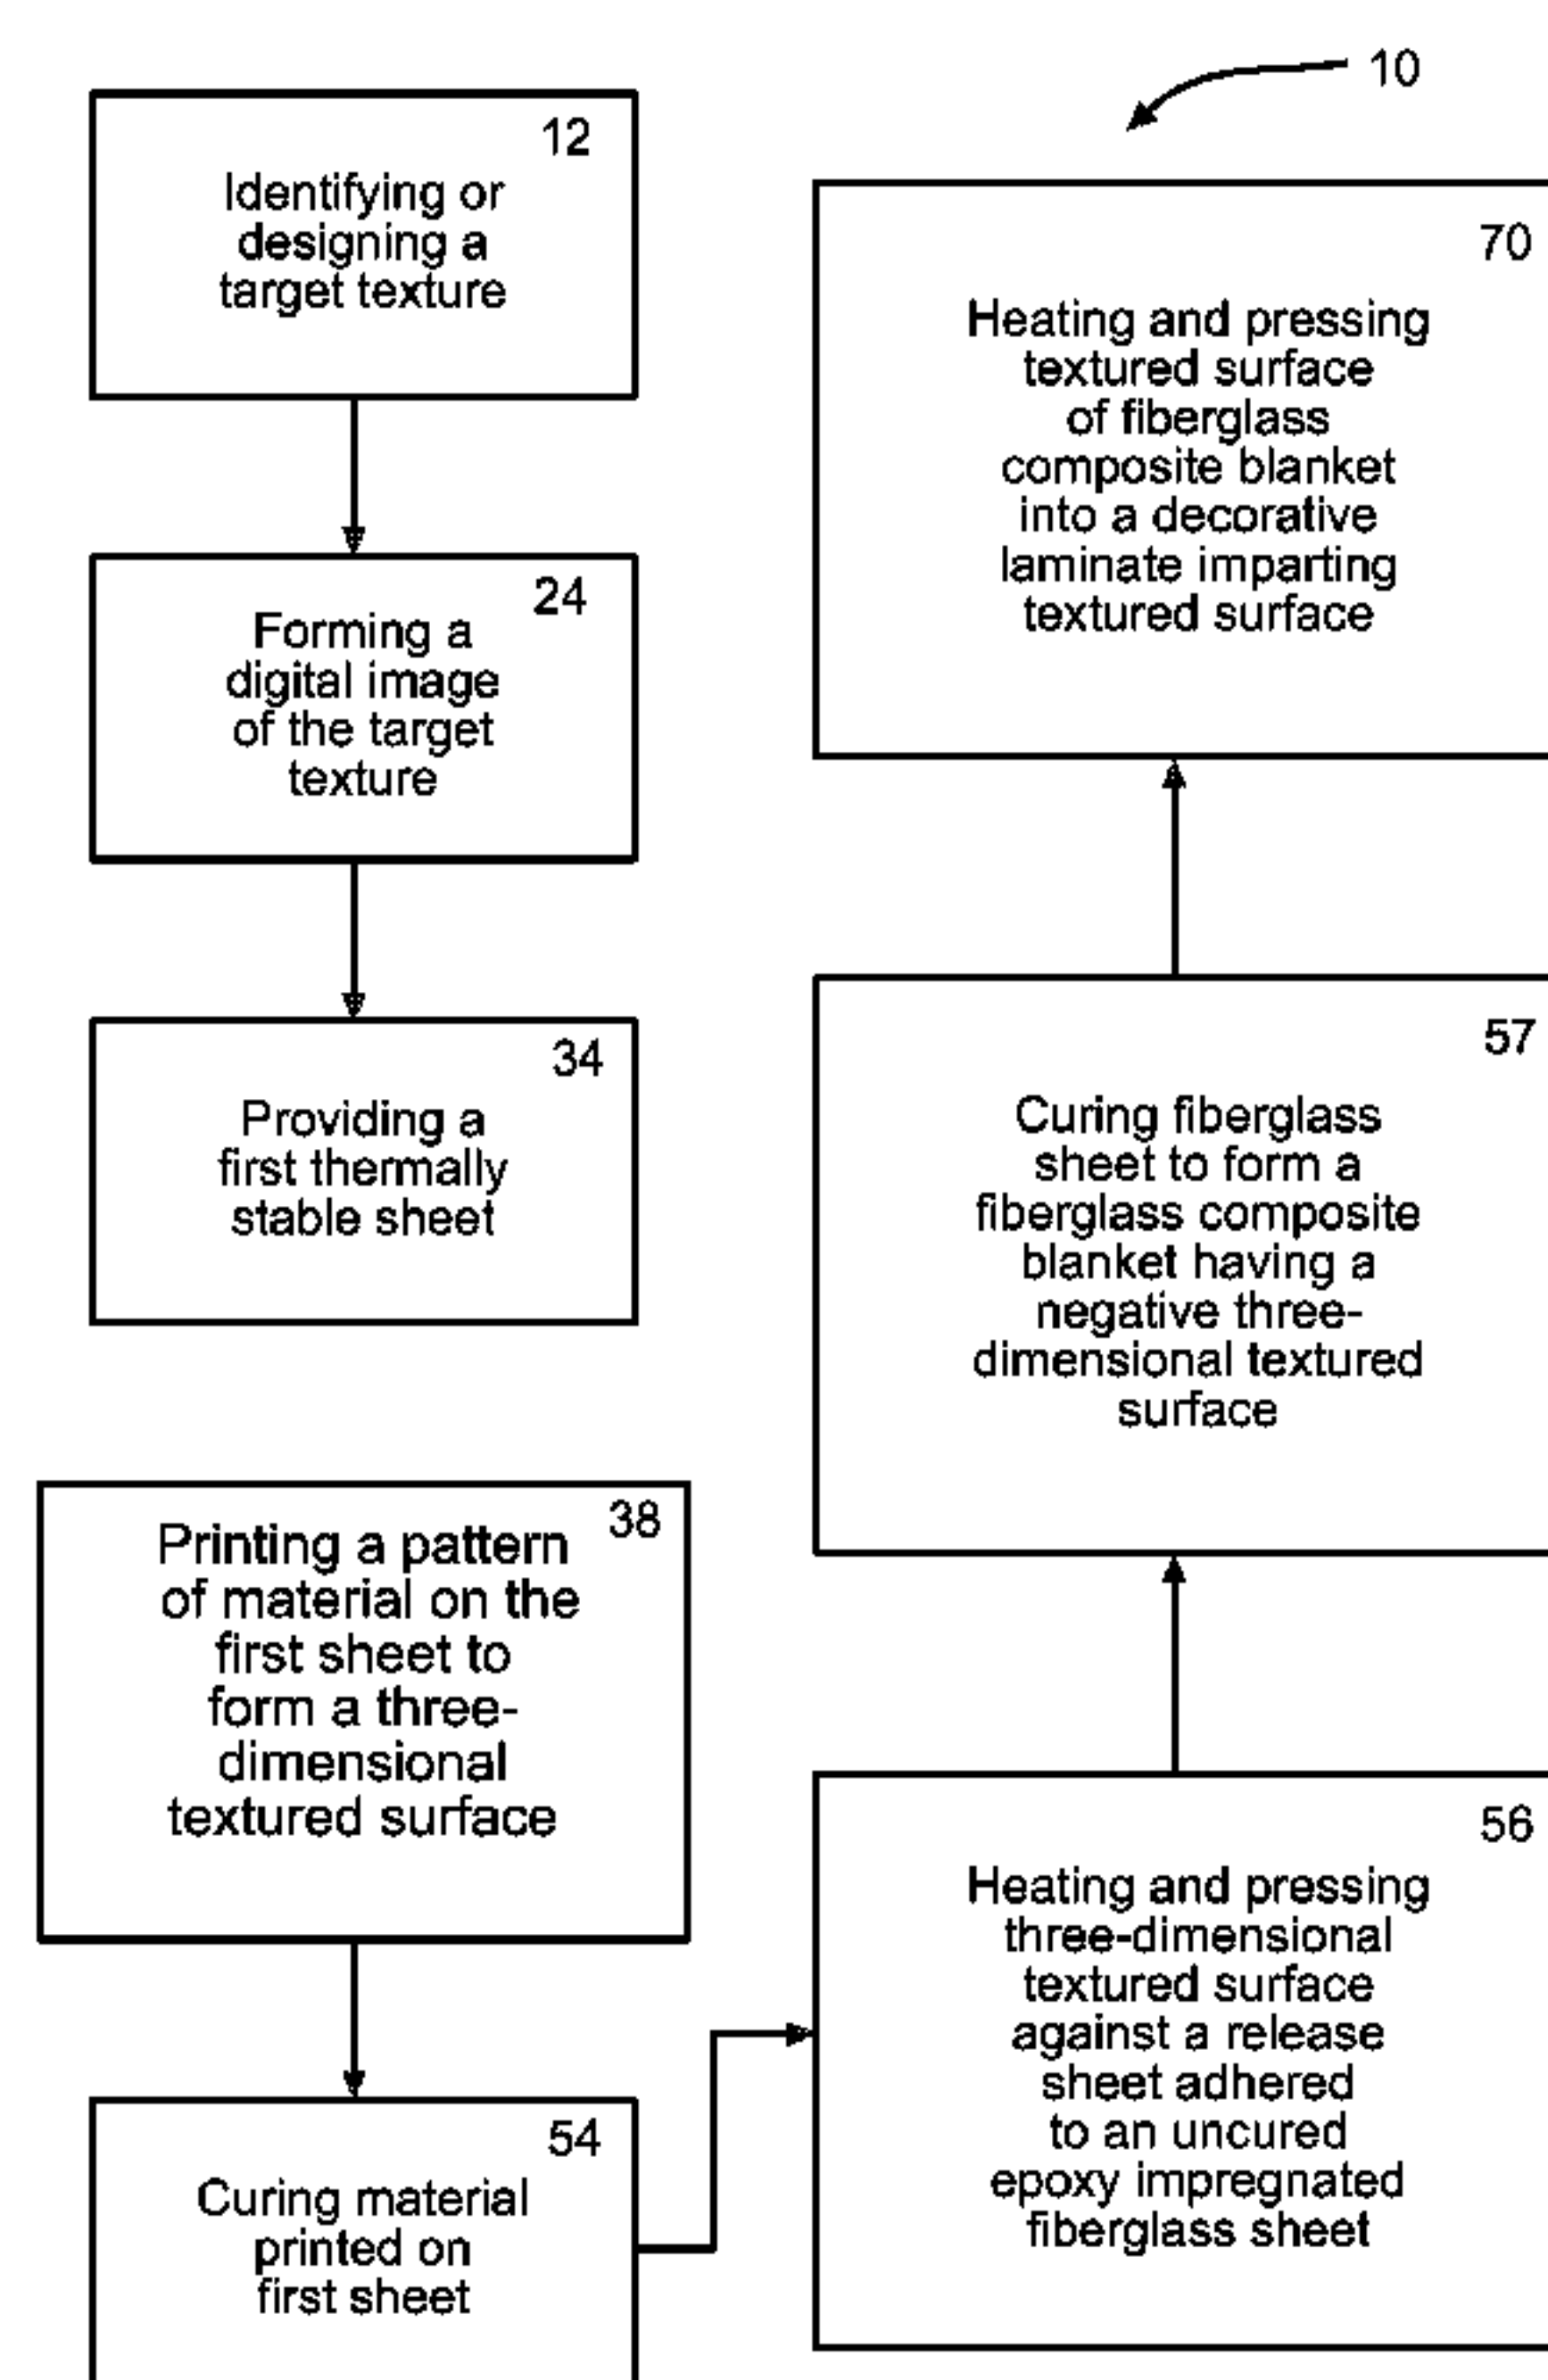 10
12
Identifying or
designing a
target texture
24
Forming a
digital image
of the target
texture
34
Providing a
first thermally
stable sheet
38
Printing a pattern
of material on the
first sheet to
form a three-
dimensional
textured surface
54
Curing material
printed on
first sheet
56
Heating and pressing
three-dimensional
textured surface
against a release
sheet adhered
to an uncured
epoxy impregnated
fiberglass sheet
57
Curing fiberglass
sheet to form a
fiberglass composite
blanket having a
negative three-
dimensional textured
surface
70
Heating and pressing
textured surface
of fiberglass
composite blanket
into a decorative
laminate imparting
textured surface